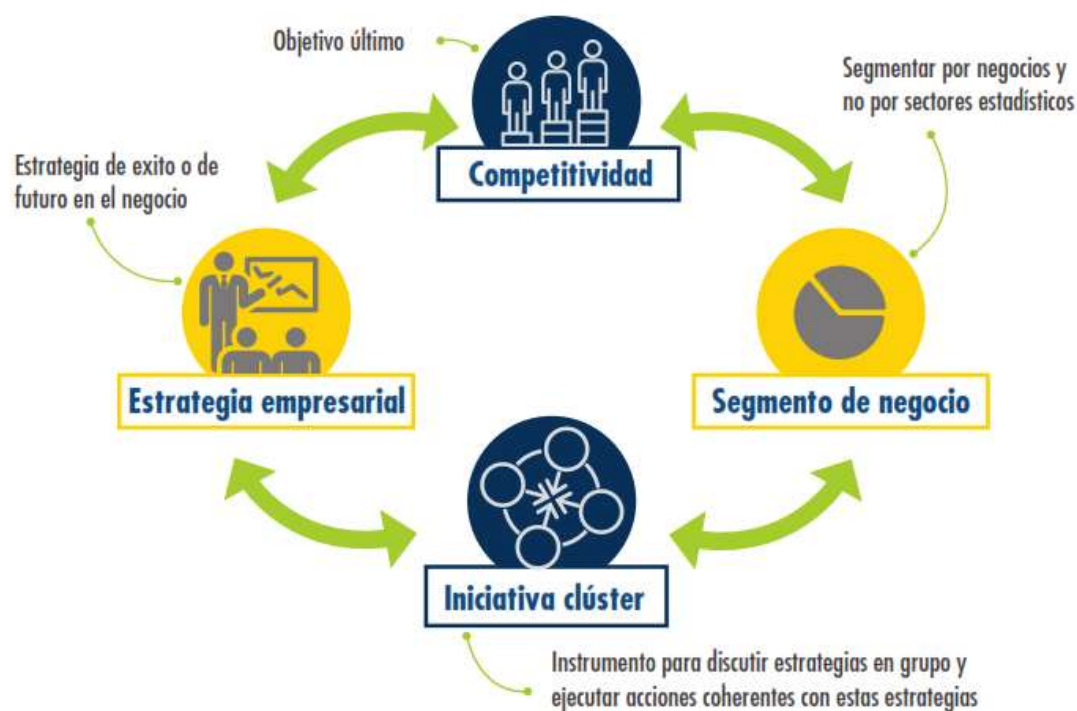 Objetivo último
Competitividad
Segmentar por negocios y
no por sectores estadísticos
Estrategia de exito o de
futuro en el negocio
Estrategia empresarial
Segmento de negocio
Iniciativa clúster
Instrumento para discutir estrategias en grupo y
ejecutar acciones coherentes con estas estrategias